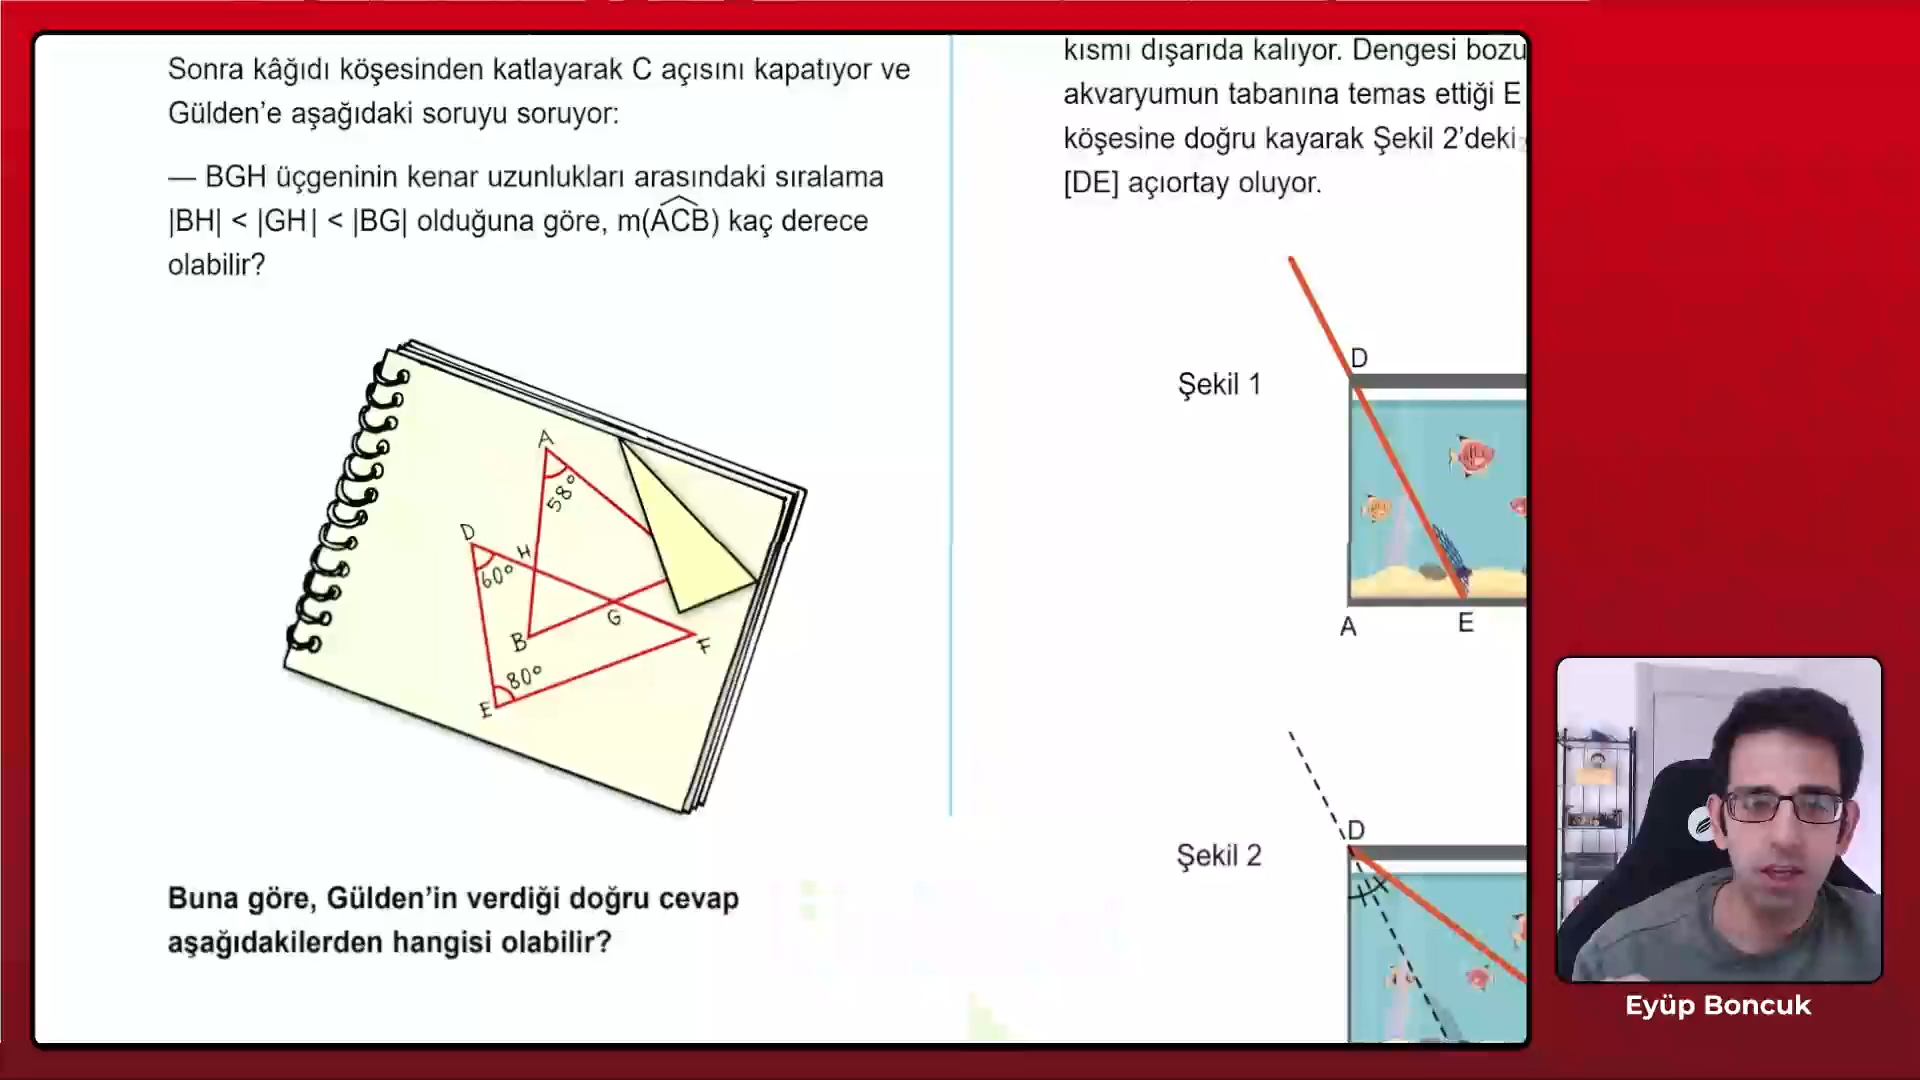 Sonra kâğıdı köşesinden katlayarak C açısını kapatıyor ve
Gülden’e aşağıdaki soruyu soruyor:
— BGH üçgeninin kenar uzunlukları arasındaki sıralama
|BH| < |GH| < |BG| olduğuna göre, m(ACB) kaç derece
olabilir?
A
58°
D
H
60°
G
B
F
80°
E
Buna göre, Gülden’in verdiği doğru cevap
aşağıdakilerden hangisi olabilir?
kısmı dışarıda kalıyor. Dengesi bozu
akvaryumun tabanına temas ettiği E
köşesine doğru kayarak Şekil 2’deki
[DE] açıortay oluyor.
D
Şekil 1
A
E
D
Şekil 2
Eyüp Boncuk